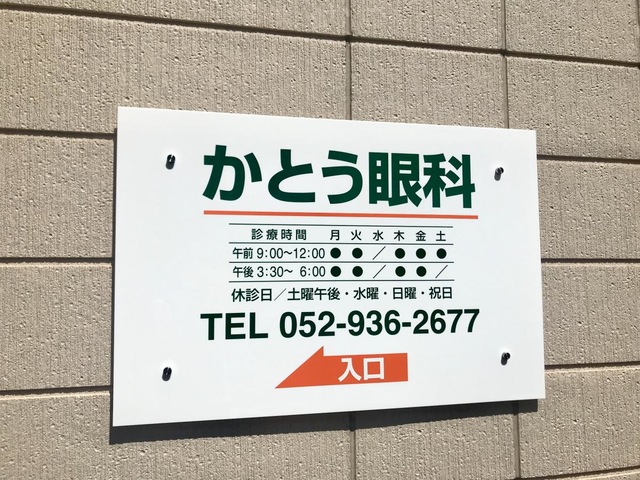 かとう眼科
診療時間 月 火 水 木 金 土
午前 9:00〜12:00 ● ● ／ ● ● ●
午後 3:30〜 6:00 ● ● ／ ● ● ／
休診日／土曜午後・水曜・日曜・祝日
TEL 052-936-2677
入口